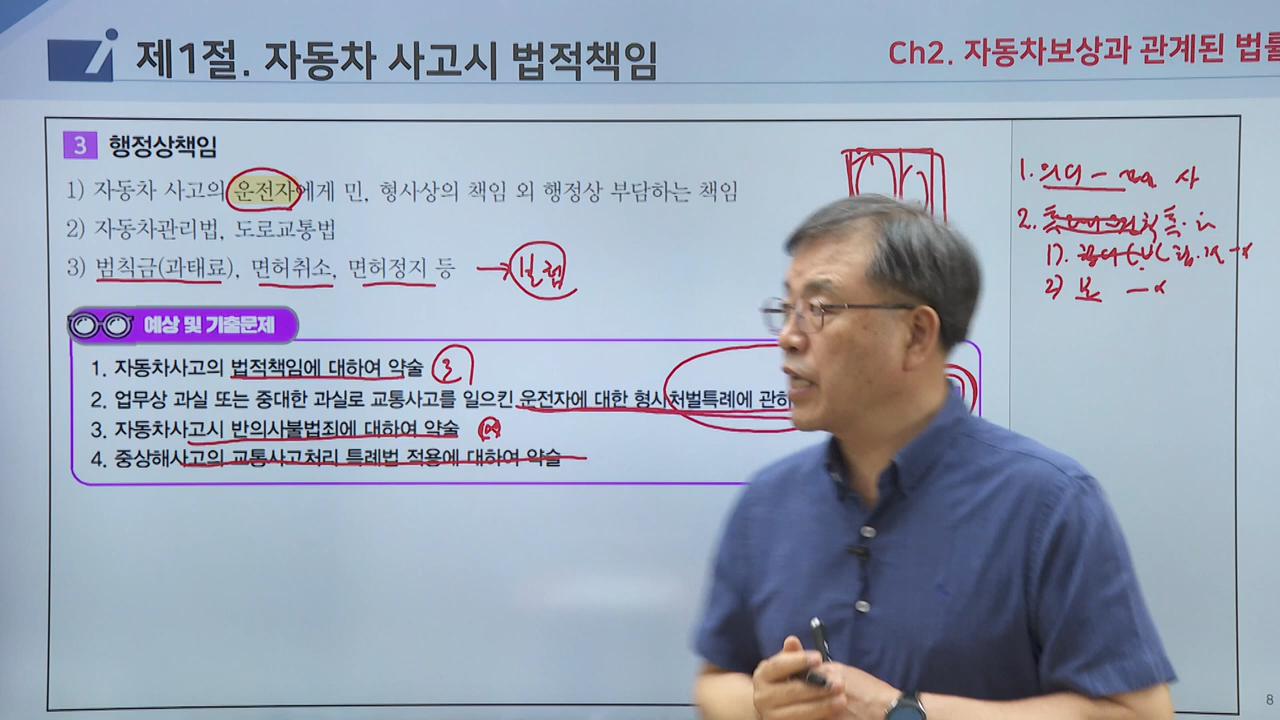 제1절. 자동차 사고시 법적책임
Ch2. 자동차보상과 관계된 법률
3 행정상책임
1) 자동차 사고의 운전자에게 민, 형사상의 책임 외 행정상 부담하는 책임
2) 자동차관리법, 도로교통법
3) 범칙금(과태료), 면허취소, 면허정지 등
예상 및 기출문제
1. 자동차사고의 법적책임에 대하여 약술
2. 업무상 과실 또는 중대한 과실로 교통사고를 일으킨 운전자에 대한 형사처벌특례에 관하
3. 자동차사고시 반의사불법죄에 대하여 약술
4. 중상해사고의 교통사고처리 특례법 적용에 대하여 약술
1.
2.
1).
2)
8